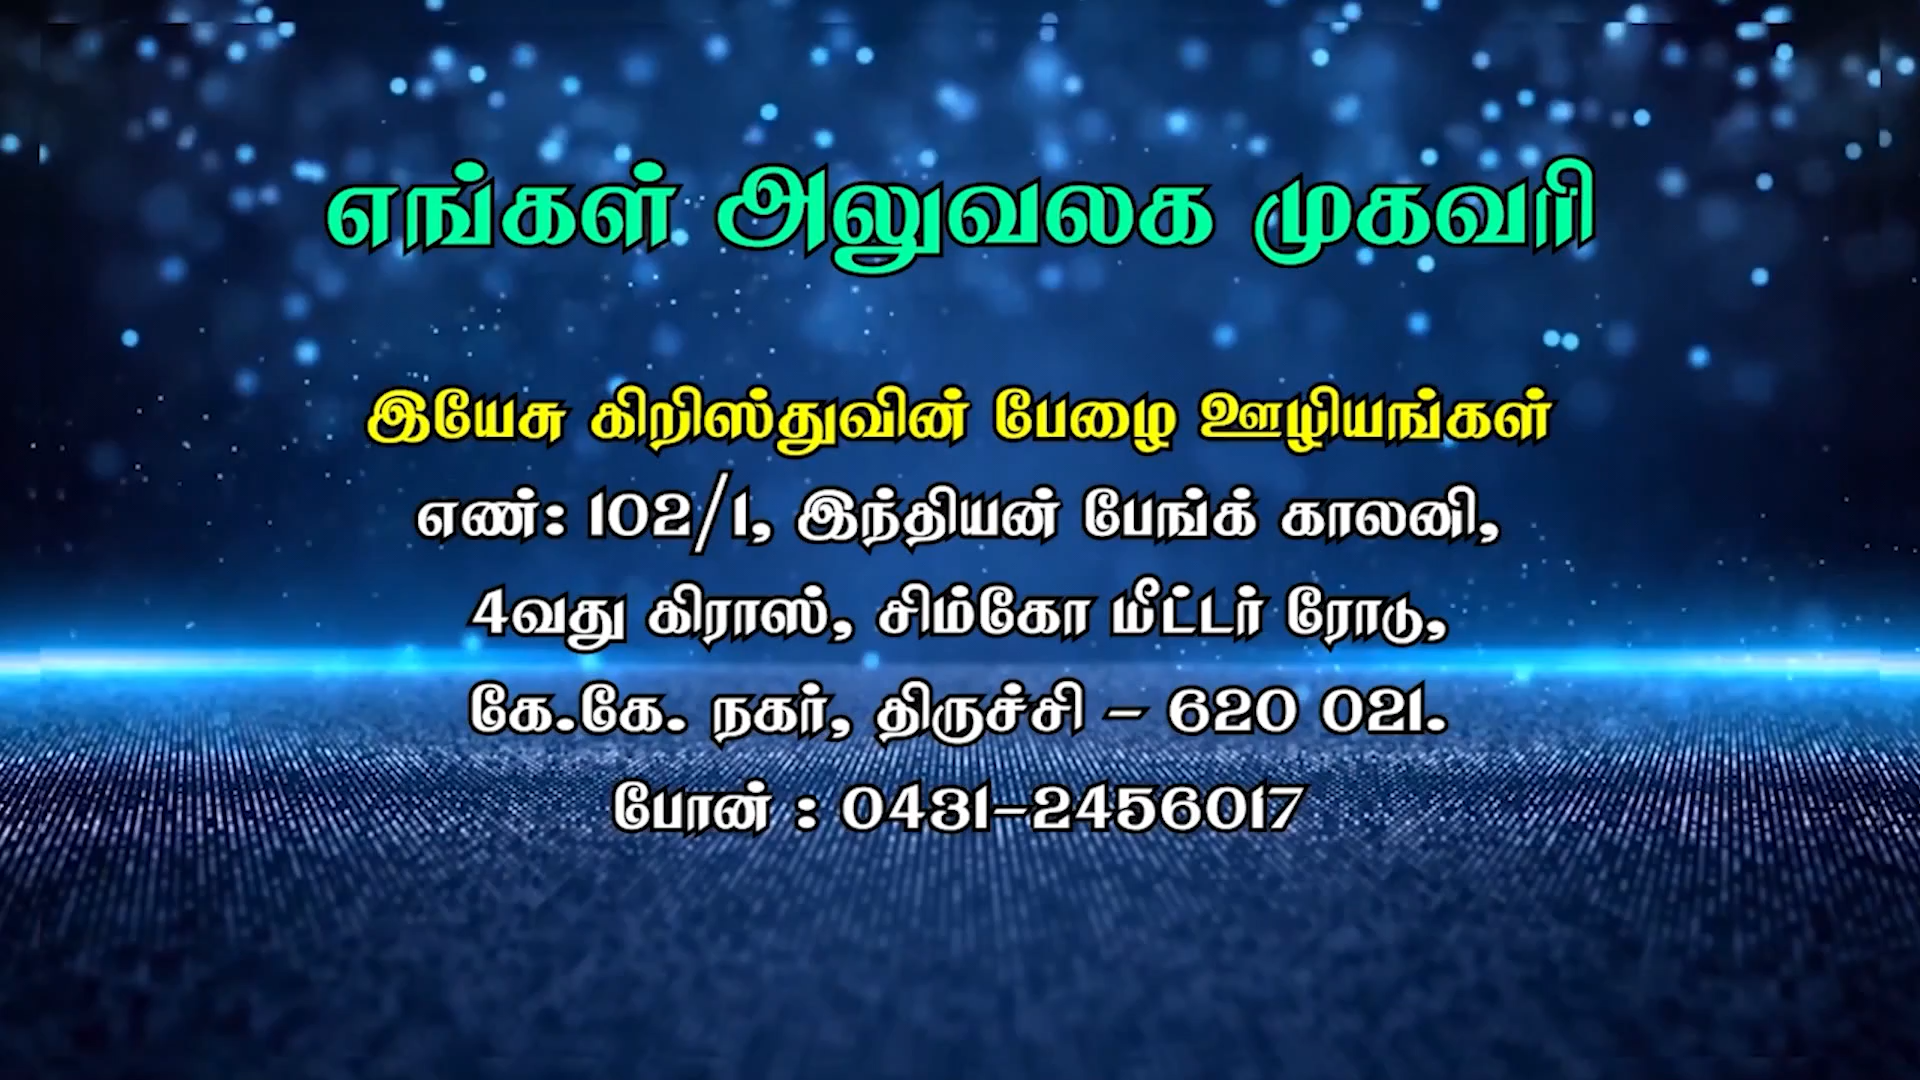 எங்கள் அலுவலக முகவரி
இயேசு கிறிஸ்துவின் பேழை ஊழியங்கள்
எண்: 102/1, இந்தியன் பேங்க் காலனி,
4வது கிராஸ், சிம்கோ மீட்டர் ரோடு,
கே.கே. நகர், திருச்சி - 620 021.
போன் : 0431-2456017